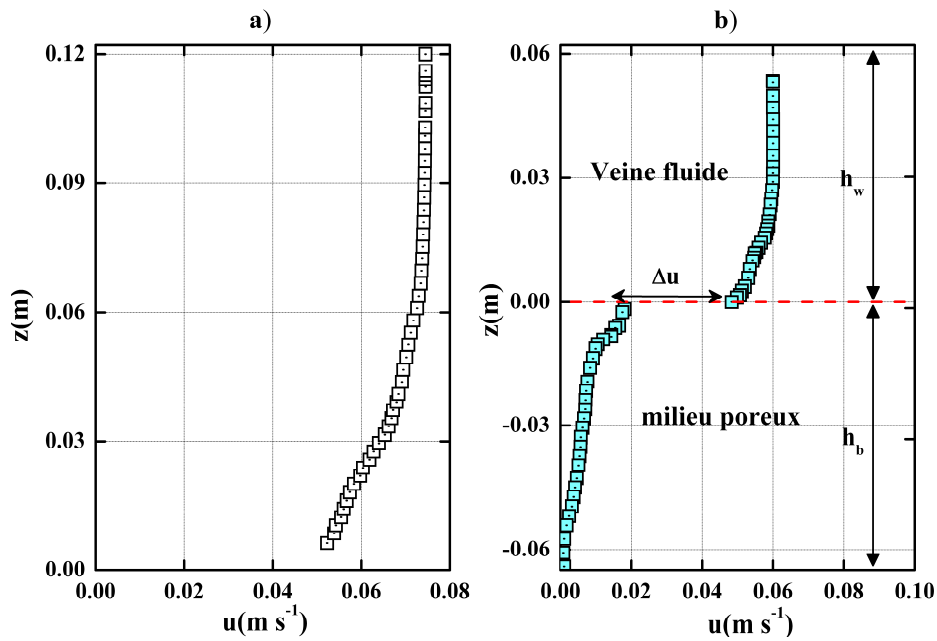 a)
b)
0.12
0.09
0.06
0.03
0.00
z(m)
0.00
0.02
0.04
0.06
0.08
u(m s⁻¹)
0.06
0.03
0.00
-0.03
-0.06
z(m)
Veine fluide
h_w
Δu
milieu poreux
h_b
0.00
0.02
0.04
0.06
0.08
0.10
u(m s⁻¹)